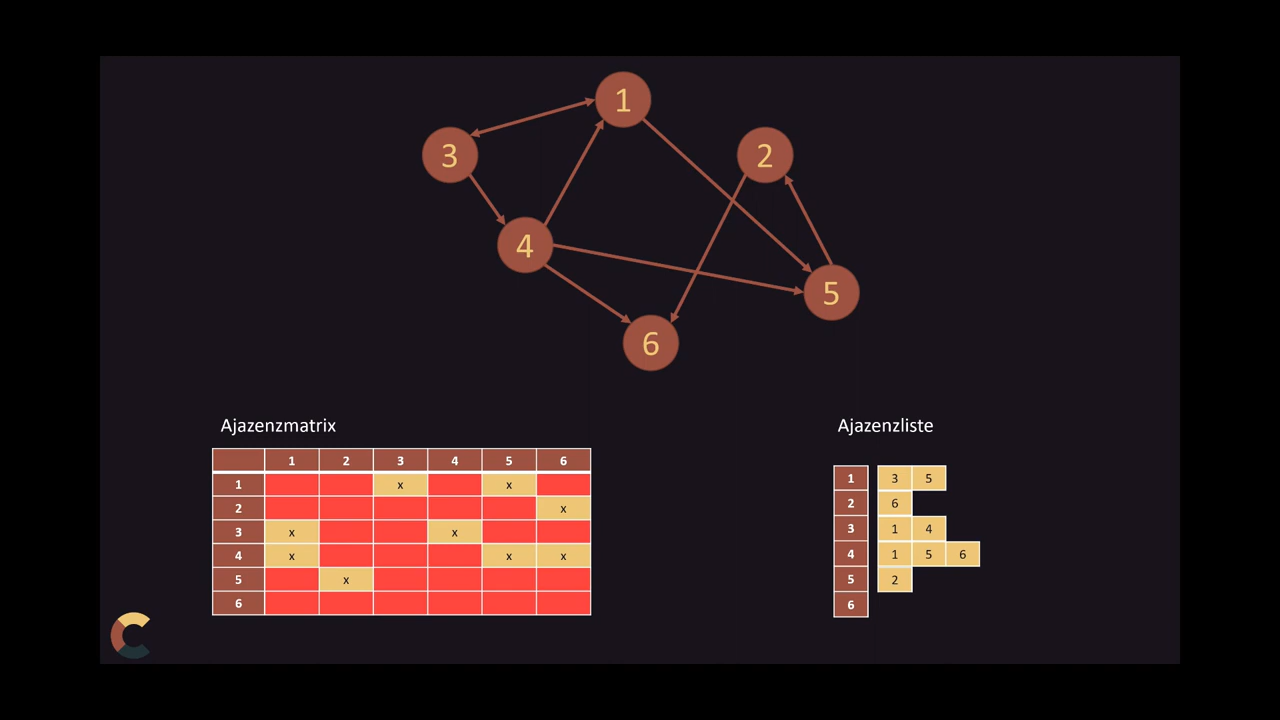 1
3
2
4
5
6
Ajazenzmatrix
1 2 3 4 5 6
1 x x
2 x
3 x x
4 x x x
5 x
6
Ajazenzliste
1 3 5
2 6
3 1 4
4 1 5 6
5 2
6